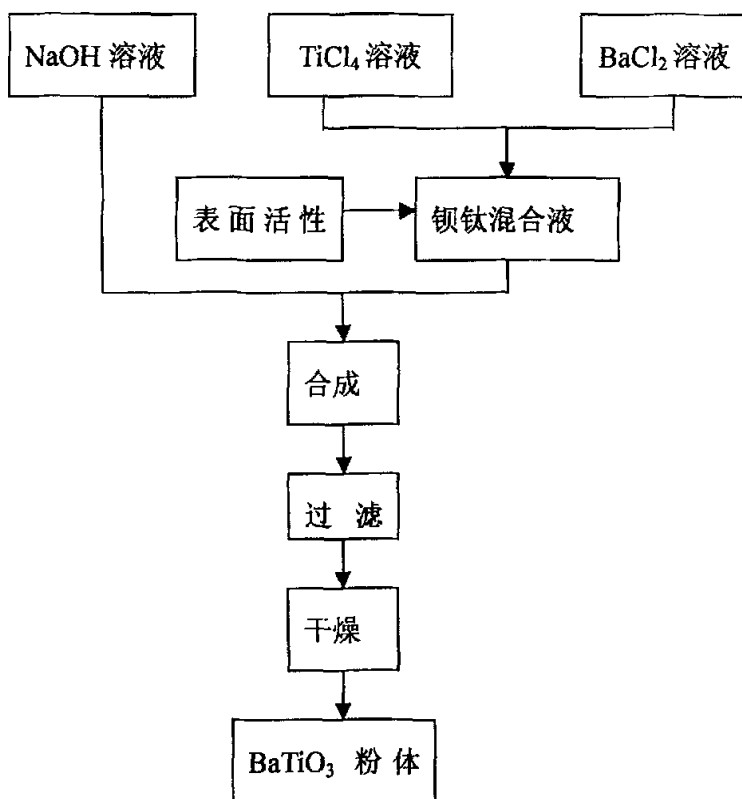 NaOH 溶液
TiCl₄ 溶液
BaCl₂ 溶液
表面活性
钡钛混合液
合成
过滤
干燥
BaTiO₃ 粉体